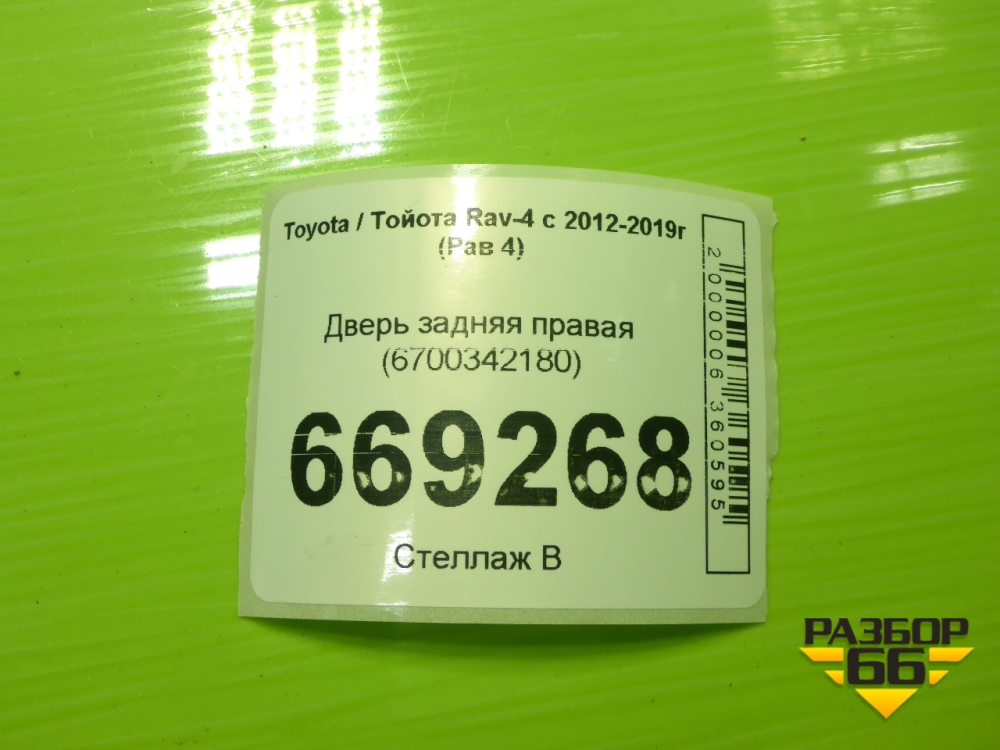 Toyota / Тойота Rav-4 с 2012-2019г
(Рав 4)
Дверь задняя правая
(6700342180)
669268
Стеллаж В
2000006360595
РАЗБОР
66